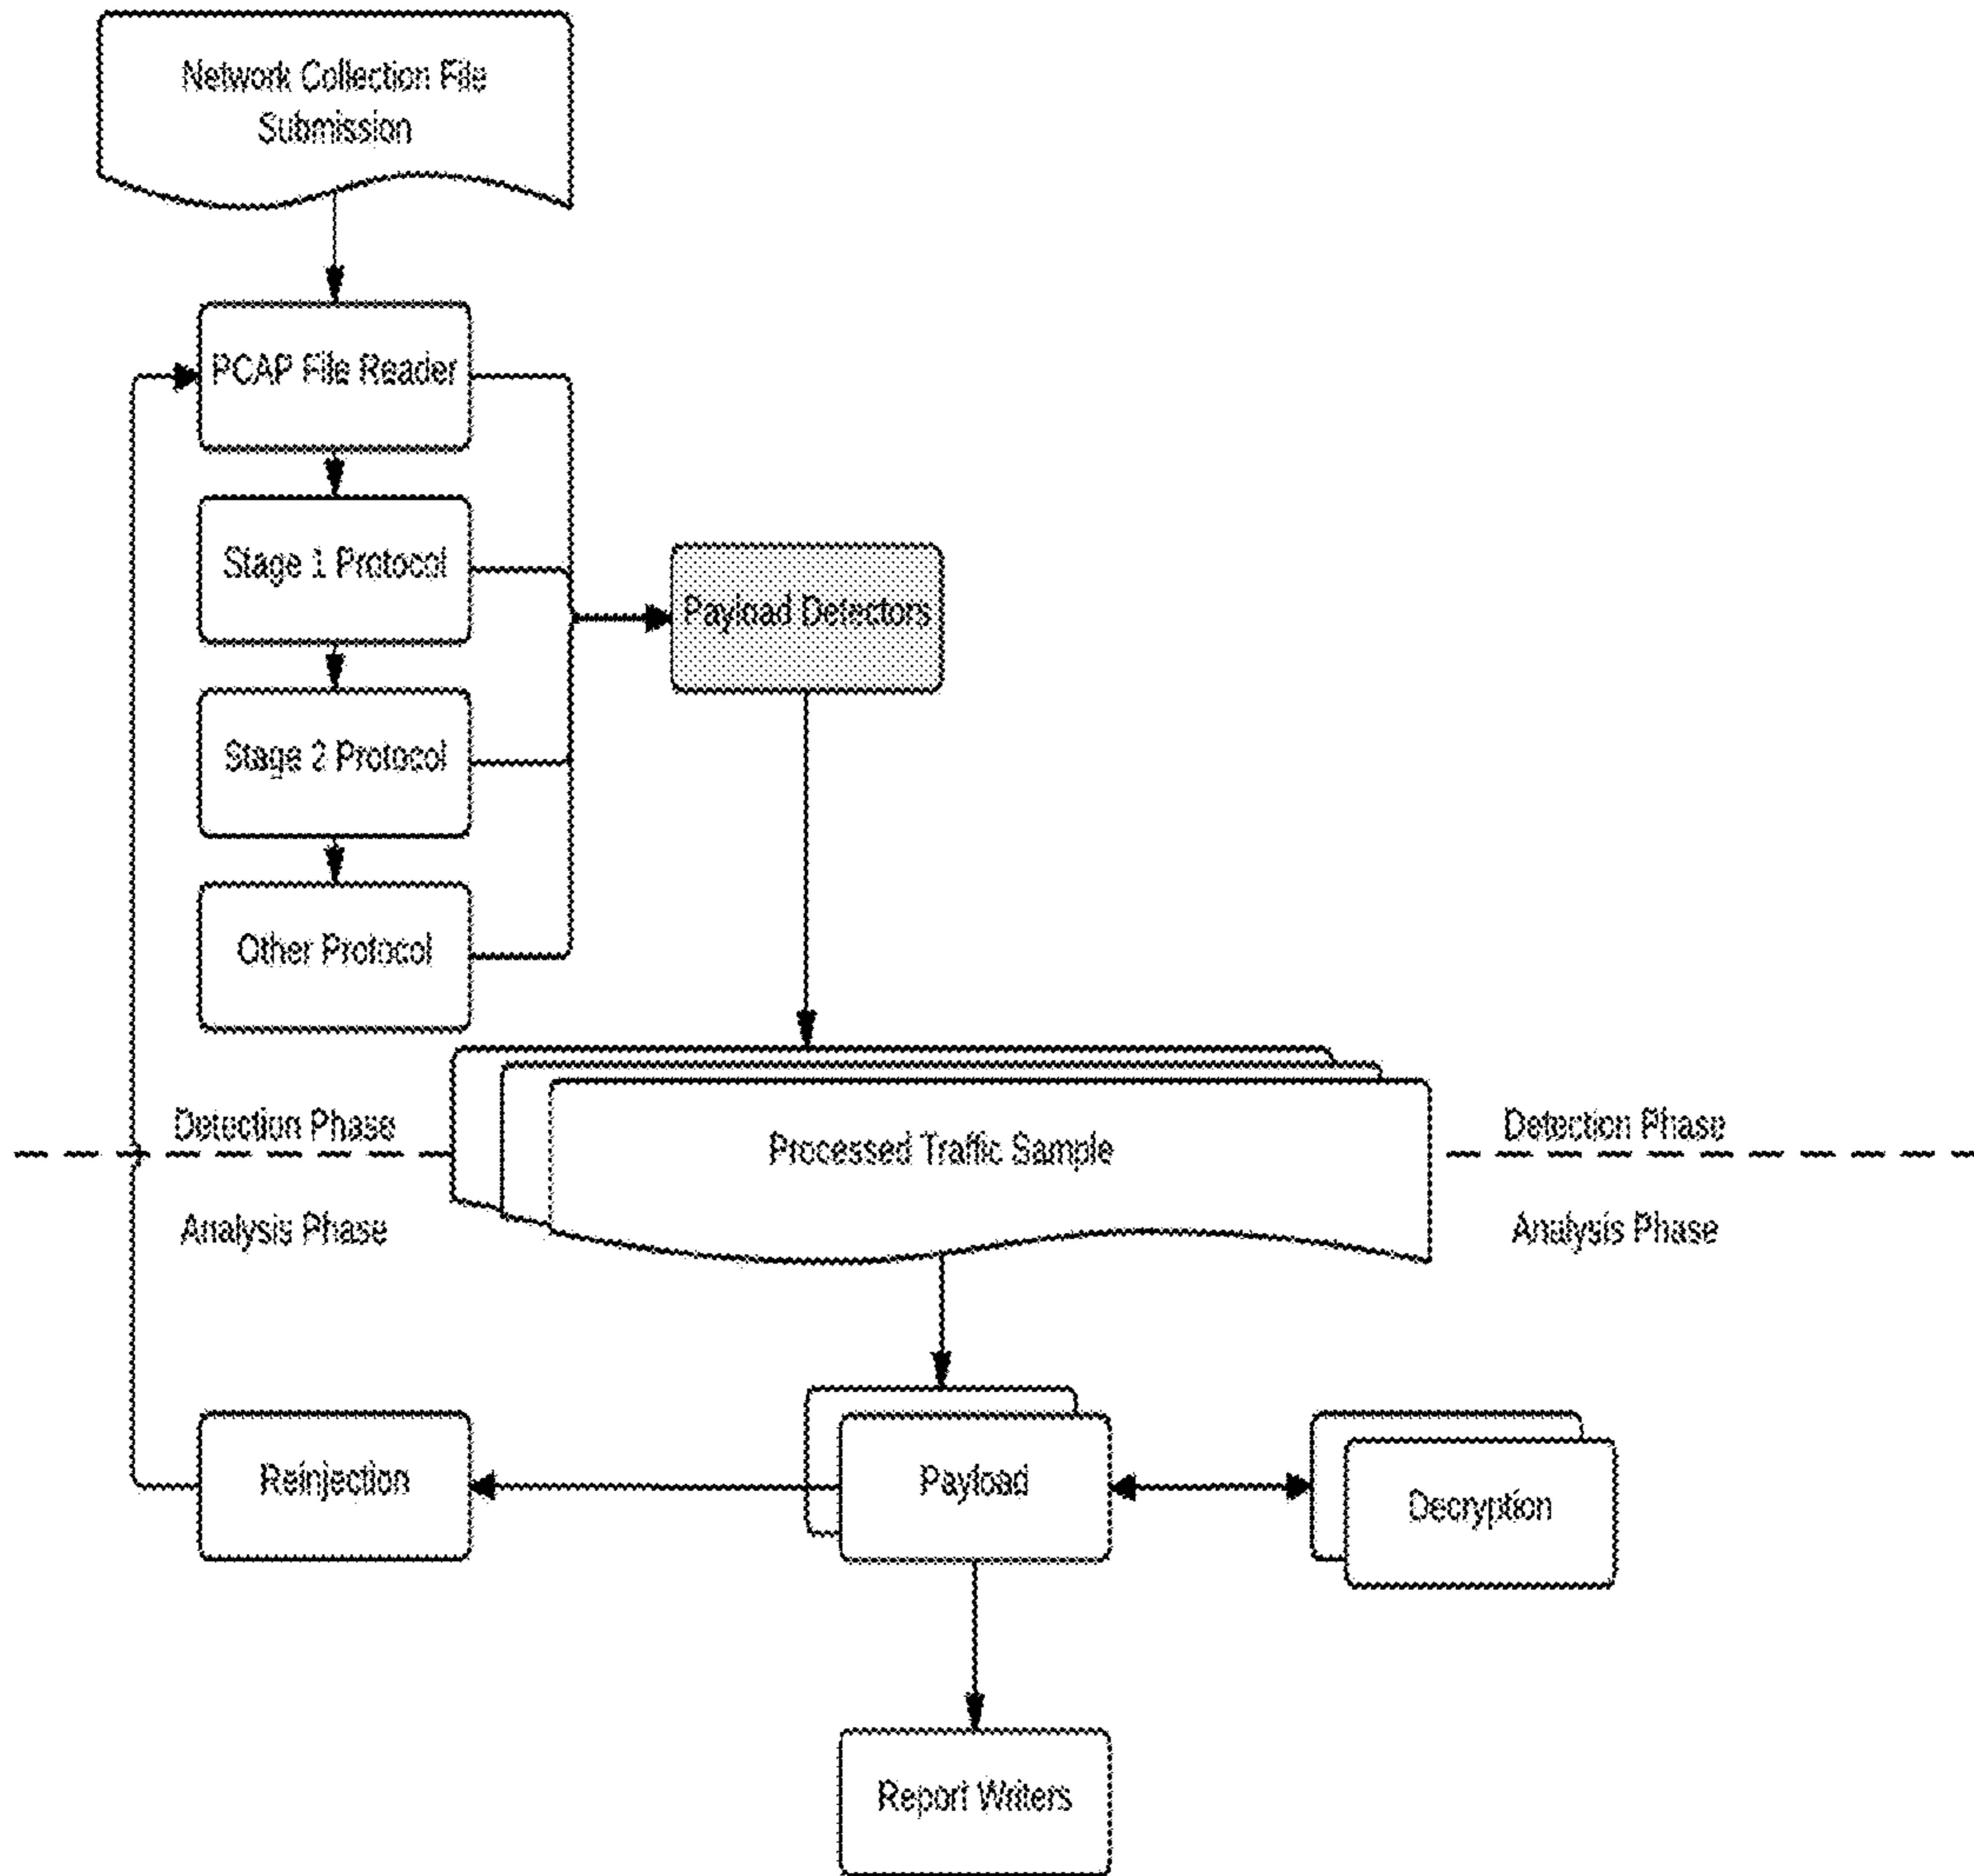 Network Collection File
Submission
PCAP File Reader
Stage 1 Protocol
Payload Detectors
Stage 2 Protocol
Other Protocol
Detection Phase
Processed Traffic Sample
Detection Phase
Analysis Phase
Analysis Phase
Reinjection
Payload
Decryption
Report Writers